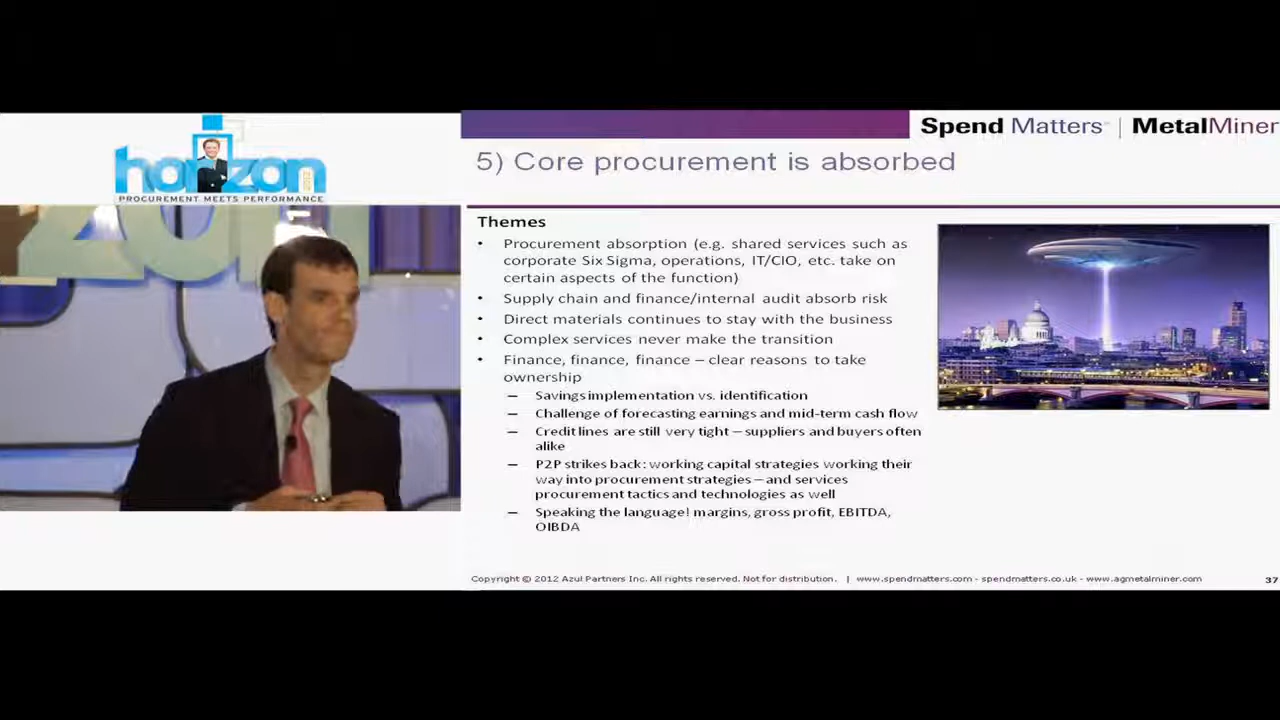 horizon
2012
PROCUREMENT MEETS PERFORMANCE
201
Spend Matters | MetalMiner
5) Core procurement is absorbed
Themes
• Procurement absorption (e.g. shared services such as
corporate Six Sigma, operations, IT/CIO, etc. take on
certain aspects of the function)
• Supply chain and finance/internal audit absorb risk
• Direct materials continues to stay with the business
• Complex services never make the transition
• Finance, finance, finance – clear reasons to take
ownership
– Savings implementation vs. identification
– Challenge of forecasting earnings and mid-term cash flow
– Credit lines are still very tight – suppliers and buyers often
alike
– P2P strikes back: working capital strategies working their
way into procurement strategies – and services
procurement tactics and technologies as well
– Speaking the language! margins, gross profit, EBITDA,
OIBDA
Copyright © 2012 Azul Partners Inc. All rights reserved. Not for distribution. | www.spendmatters.com - spendmatters.co.uk - www.agmetalminer.com
37